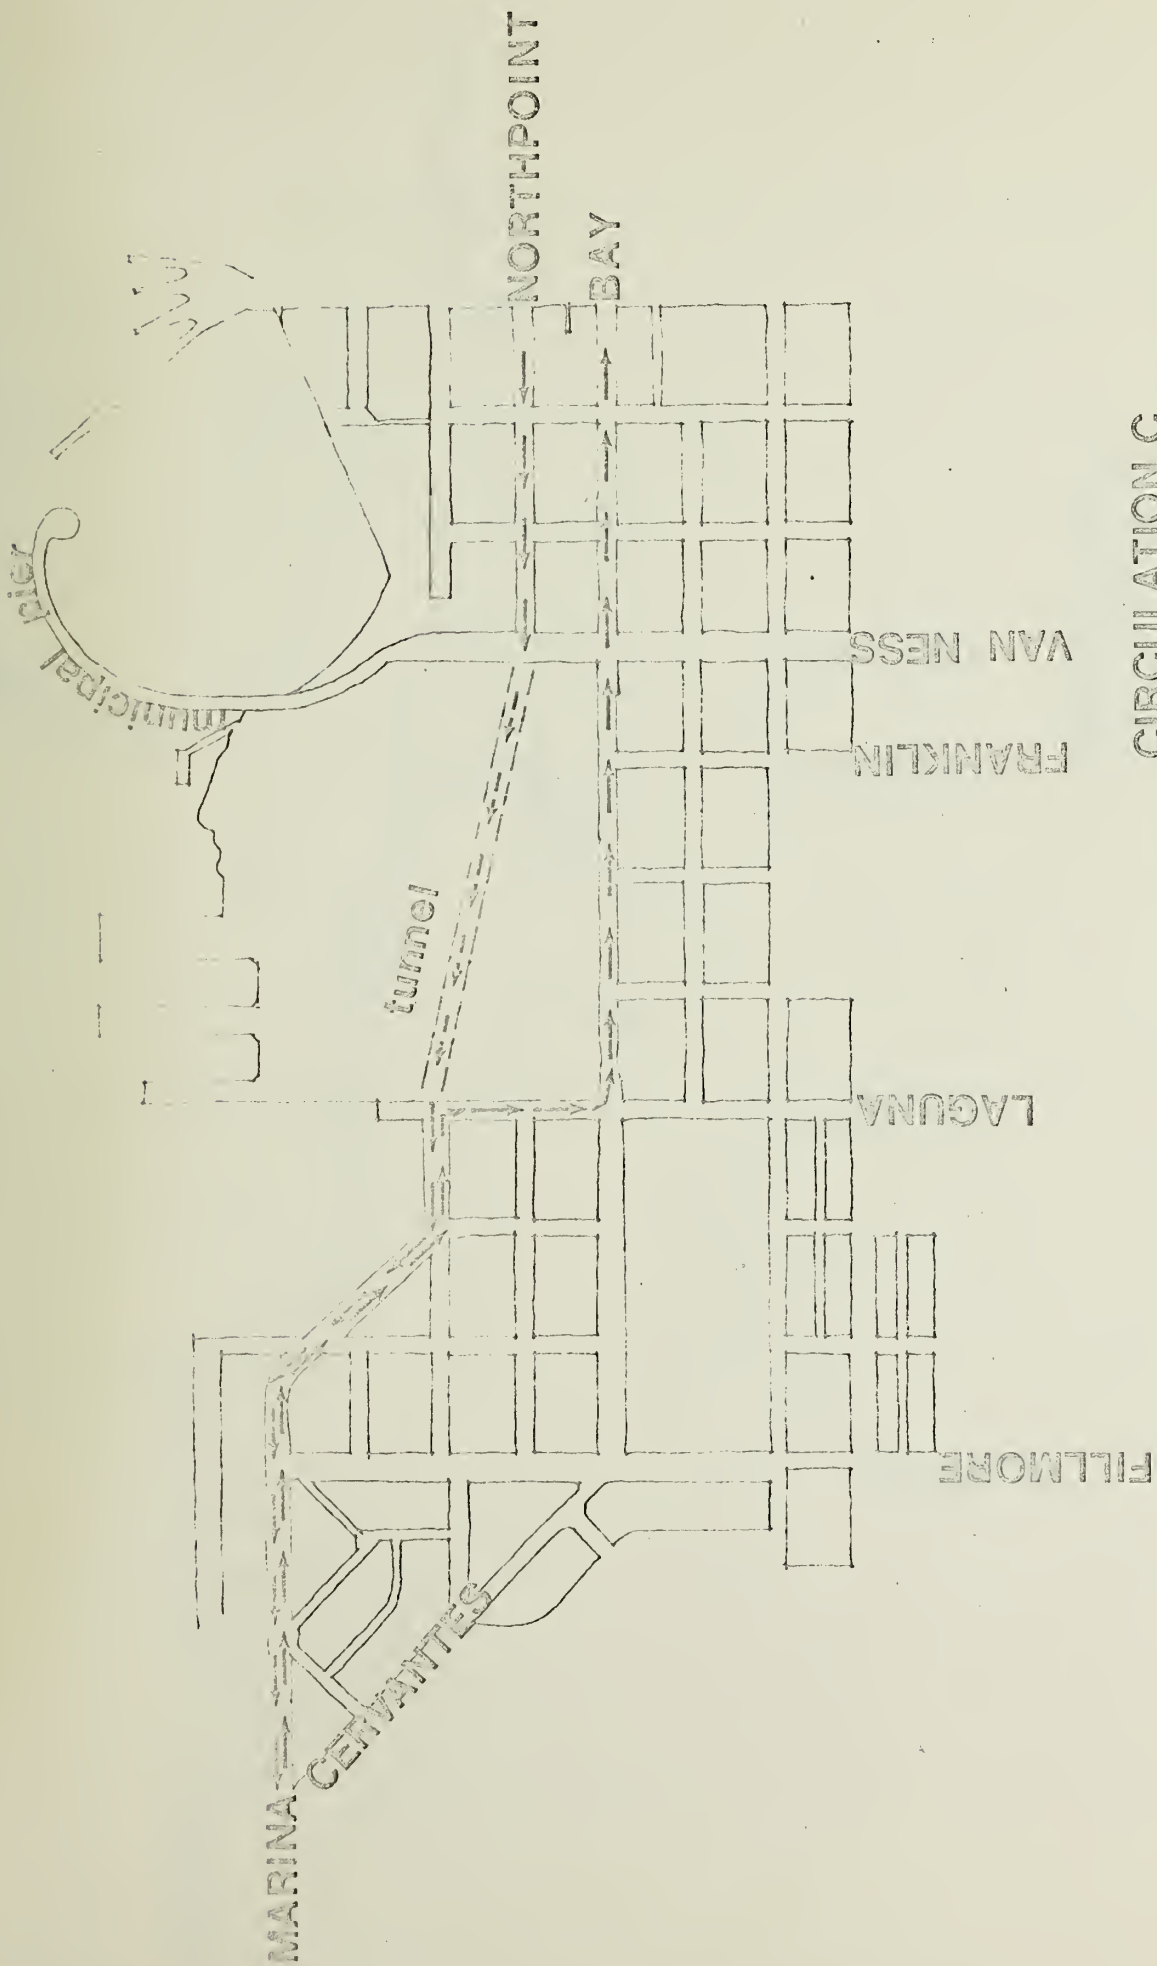 municipal pier
NORTHPOINT
BAY
tunnel
VAN NESS
FRANKLIN
LAGUNA
FILLMORE
CERVANTES
MARINA
CIRCULATION C